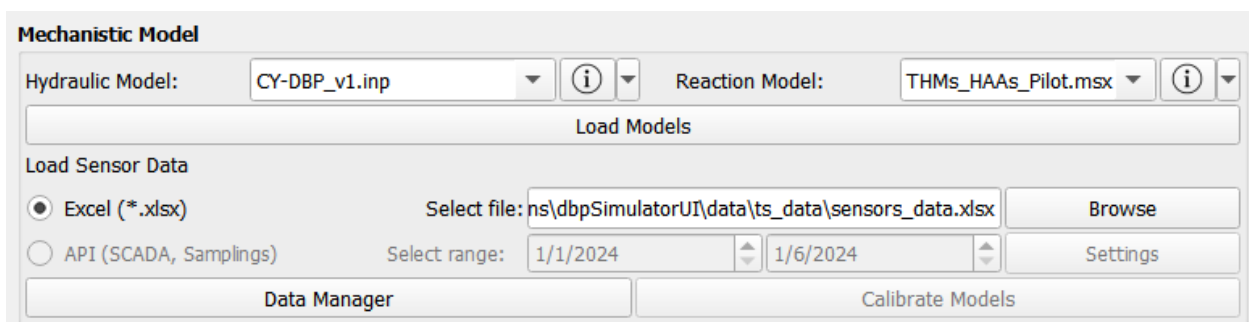 Mechanistic Model
Hydraulic Model: CY-DBP_v1.inp Reaction Model: THMs_HAAs_Pilot.msx
Load Models
Load Sensor Data
Excel (*.xlsx) Select file: ns\dbpSimulatorUI\data\ts_data\sensors_data.xlsx Browse
API (SCADA, Samplings) Select range: 1/1/2024 1/6/2024 Settings
Data Manager Calibrate Models